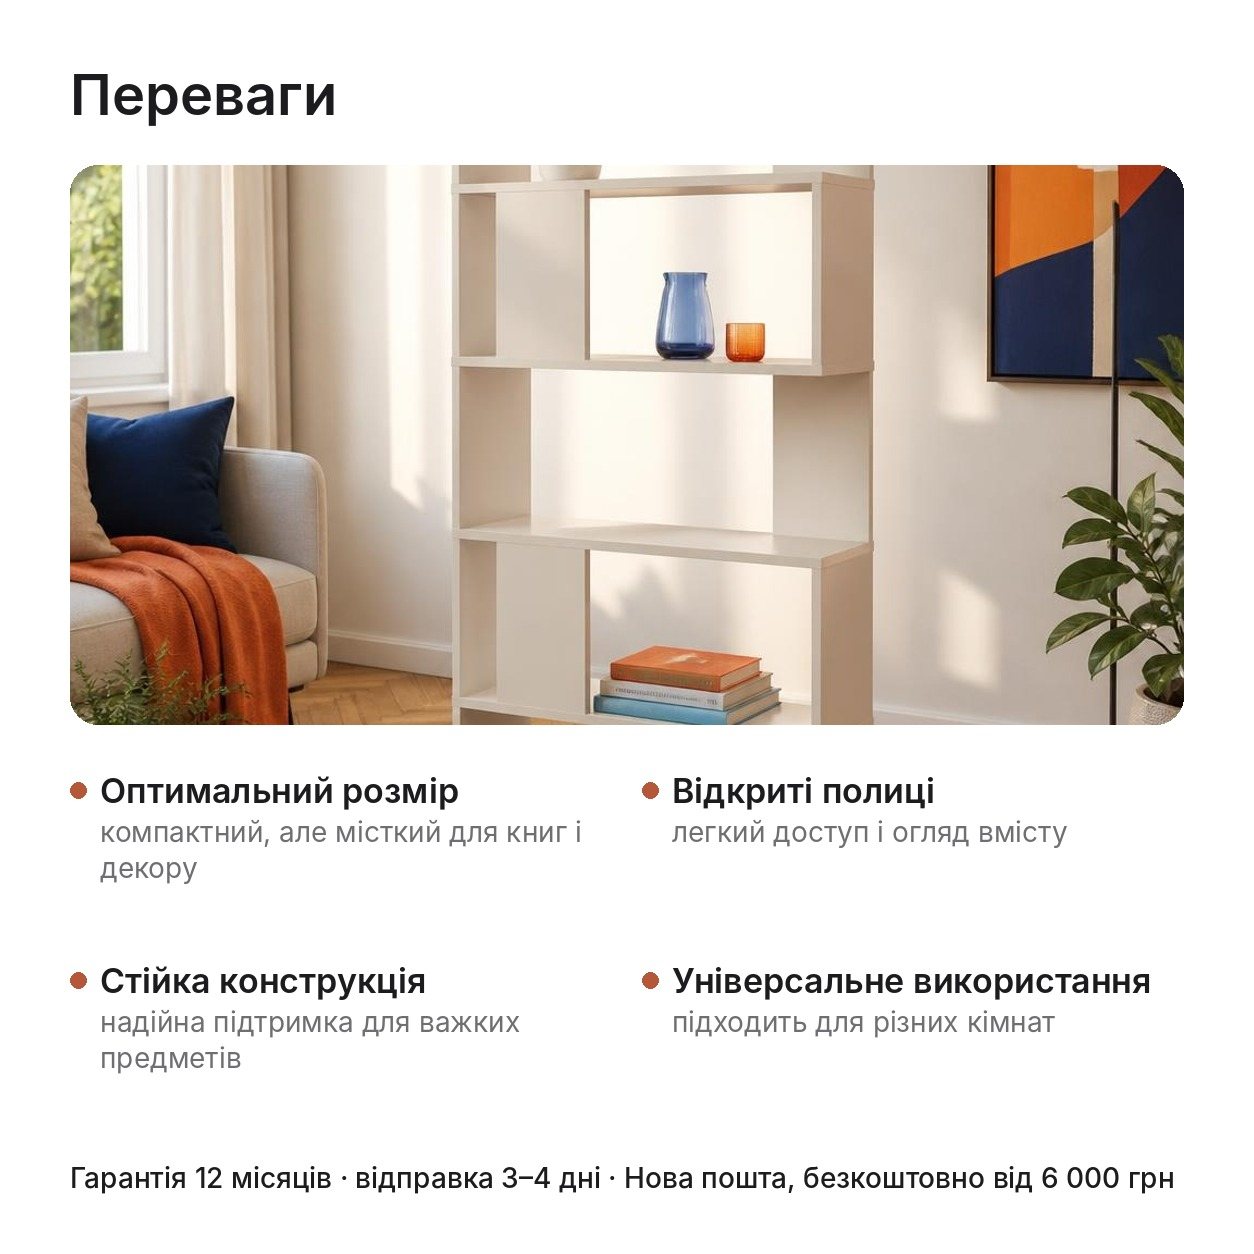 Переваги
Оптимальний розмір
компактний, але місткий для книг і
декору
Відкриті полиці
легкий доступ і огляд вмісту
Стійка конструкція
надійна підтримка для важких
предметів
Універсальне використання
підходить для різних кімнат
Гарантія 12 місяців · відправка 3–4 дні · Нова пошта, безкоштовно від 6 000 грн